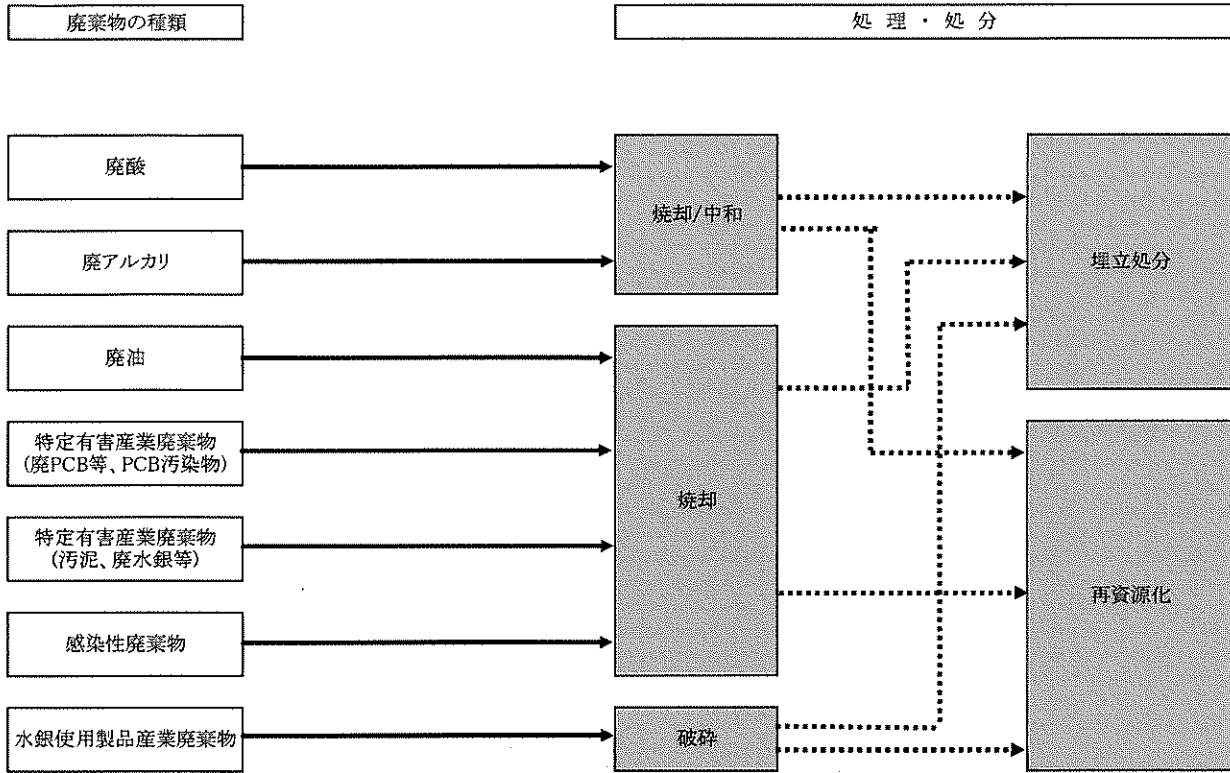 廃棄物の種類
処理・処分
廃酸
廃アルカリ
廃油
特定有害産業廃棄物
(廃PCB等、PCB汚染物)
特定有害産業廃棄物
(汚泥、廃水銀等)
感染性廃棄物
水銀使用製品産業廃棄物
焼却/中和
焼却
破砕
埋立処分
再資源化